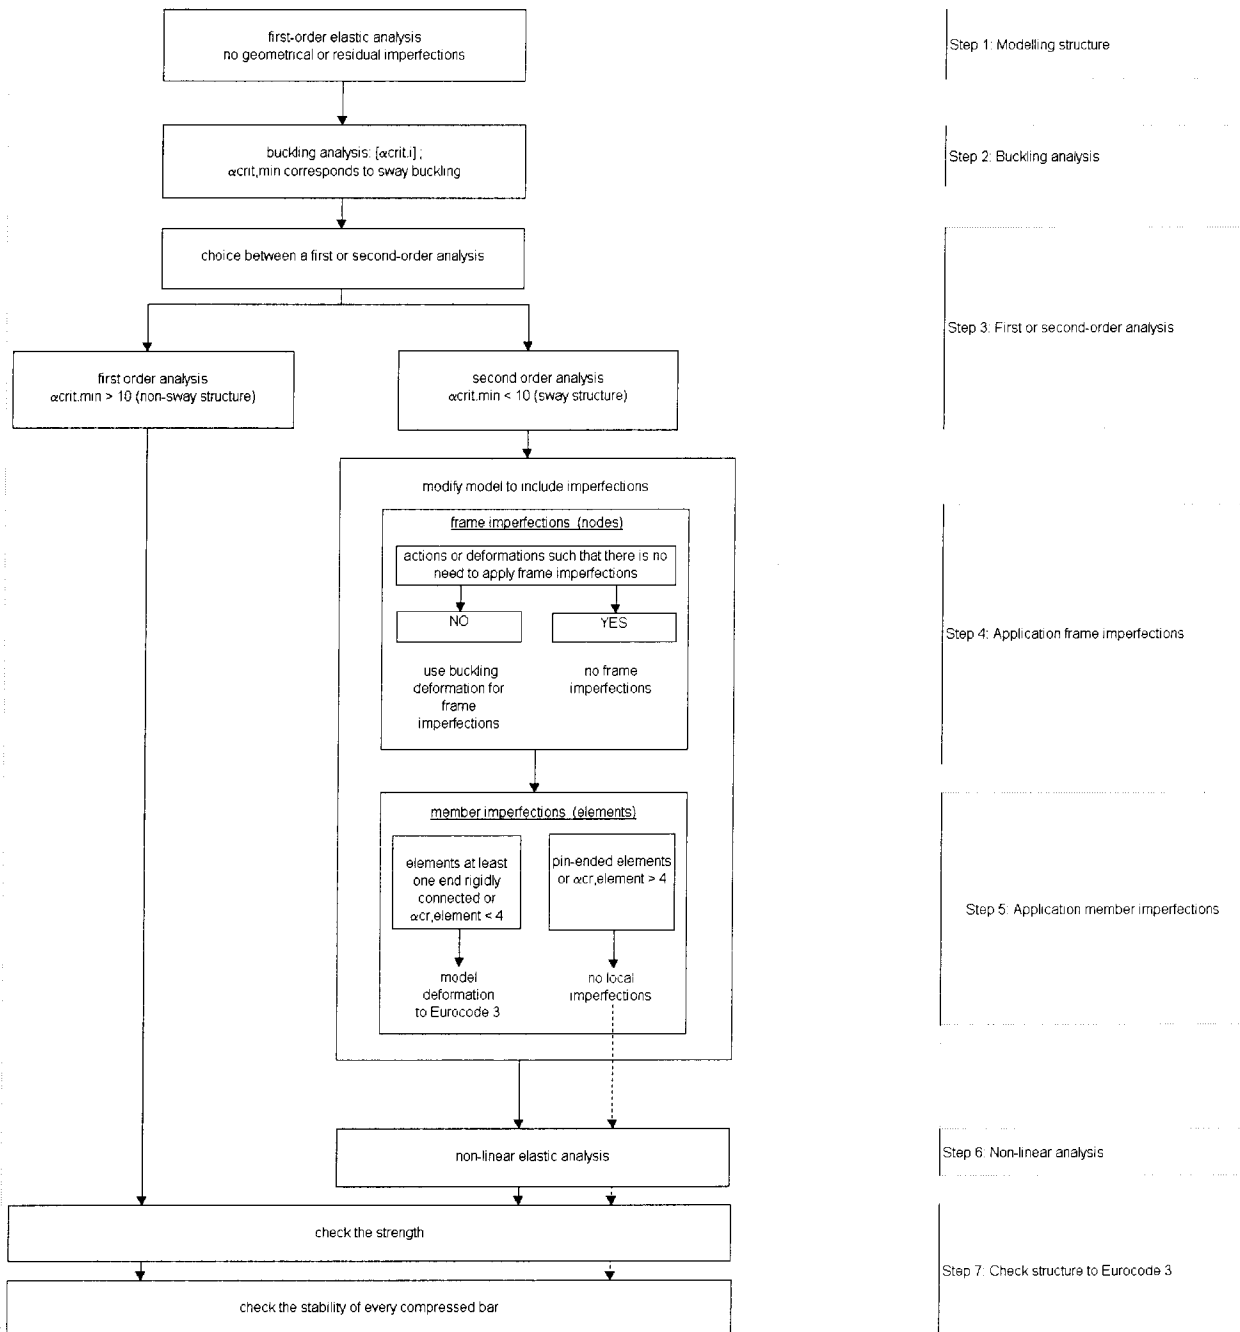 first-order elastic analysis
no geometrical or residual imperfections
Step 1: Modelling structure
buckling analysis: [αcrit.i] ;
αcrit,min corresponds to sway buckling
Step 2: Buckling analysis
choice between a first or second-order analysis
Step 3: First or second-order analysis
first order analysis
αcrit.min > 10 (non-sway structure)
second order analysis
αcrit.min < 10 (sway structure)
modify model to include imperfections
frame imperfections (nodes)
actions or deformations such that there is no
need to apply frame imperfections
NO
YES
use buckling
deformation for
frame
imperfections
no frame
imperfections
Step 4: Application frame imperfections
member imperfections (elements)
elements at least
one end rigidly
connected or
αcr,element < 4
pin-ended elements
or αcr,element > 4
model
deformation
to Eurocode 3
no local
imperfections
Step 5: Application member imperfections
non-linear elastic analysis
Step 6: Non-linear analysis
check the strength
Step 7: Check structure to Eurocode 3
check the stability of every compressed bar